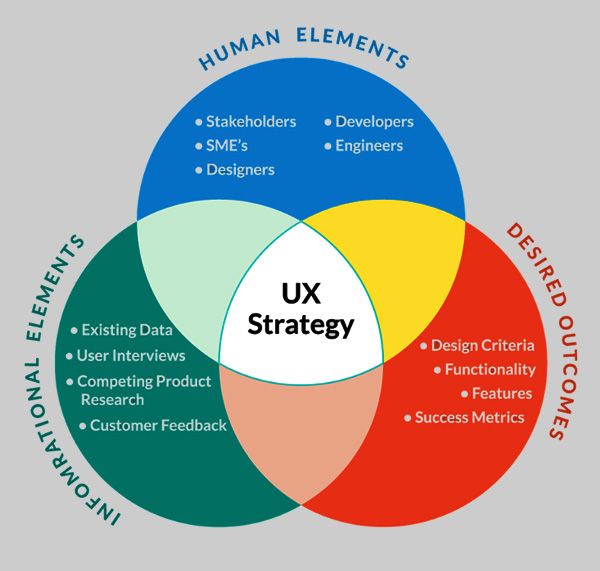 HUMAN ELEMENTS
• Stakeholders
• SME's
• Designers
• Developers
• Engineers
UX
Strategy
INFOMRATIONAL ELEMENTS
• Existing Data
• User Interviews
• Competing Product
Research
• Customer Feedback
DESIRED OUTCOMES
• Design Criteria
• Functionality
• Features
• Success Metrics